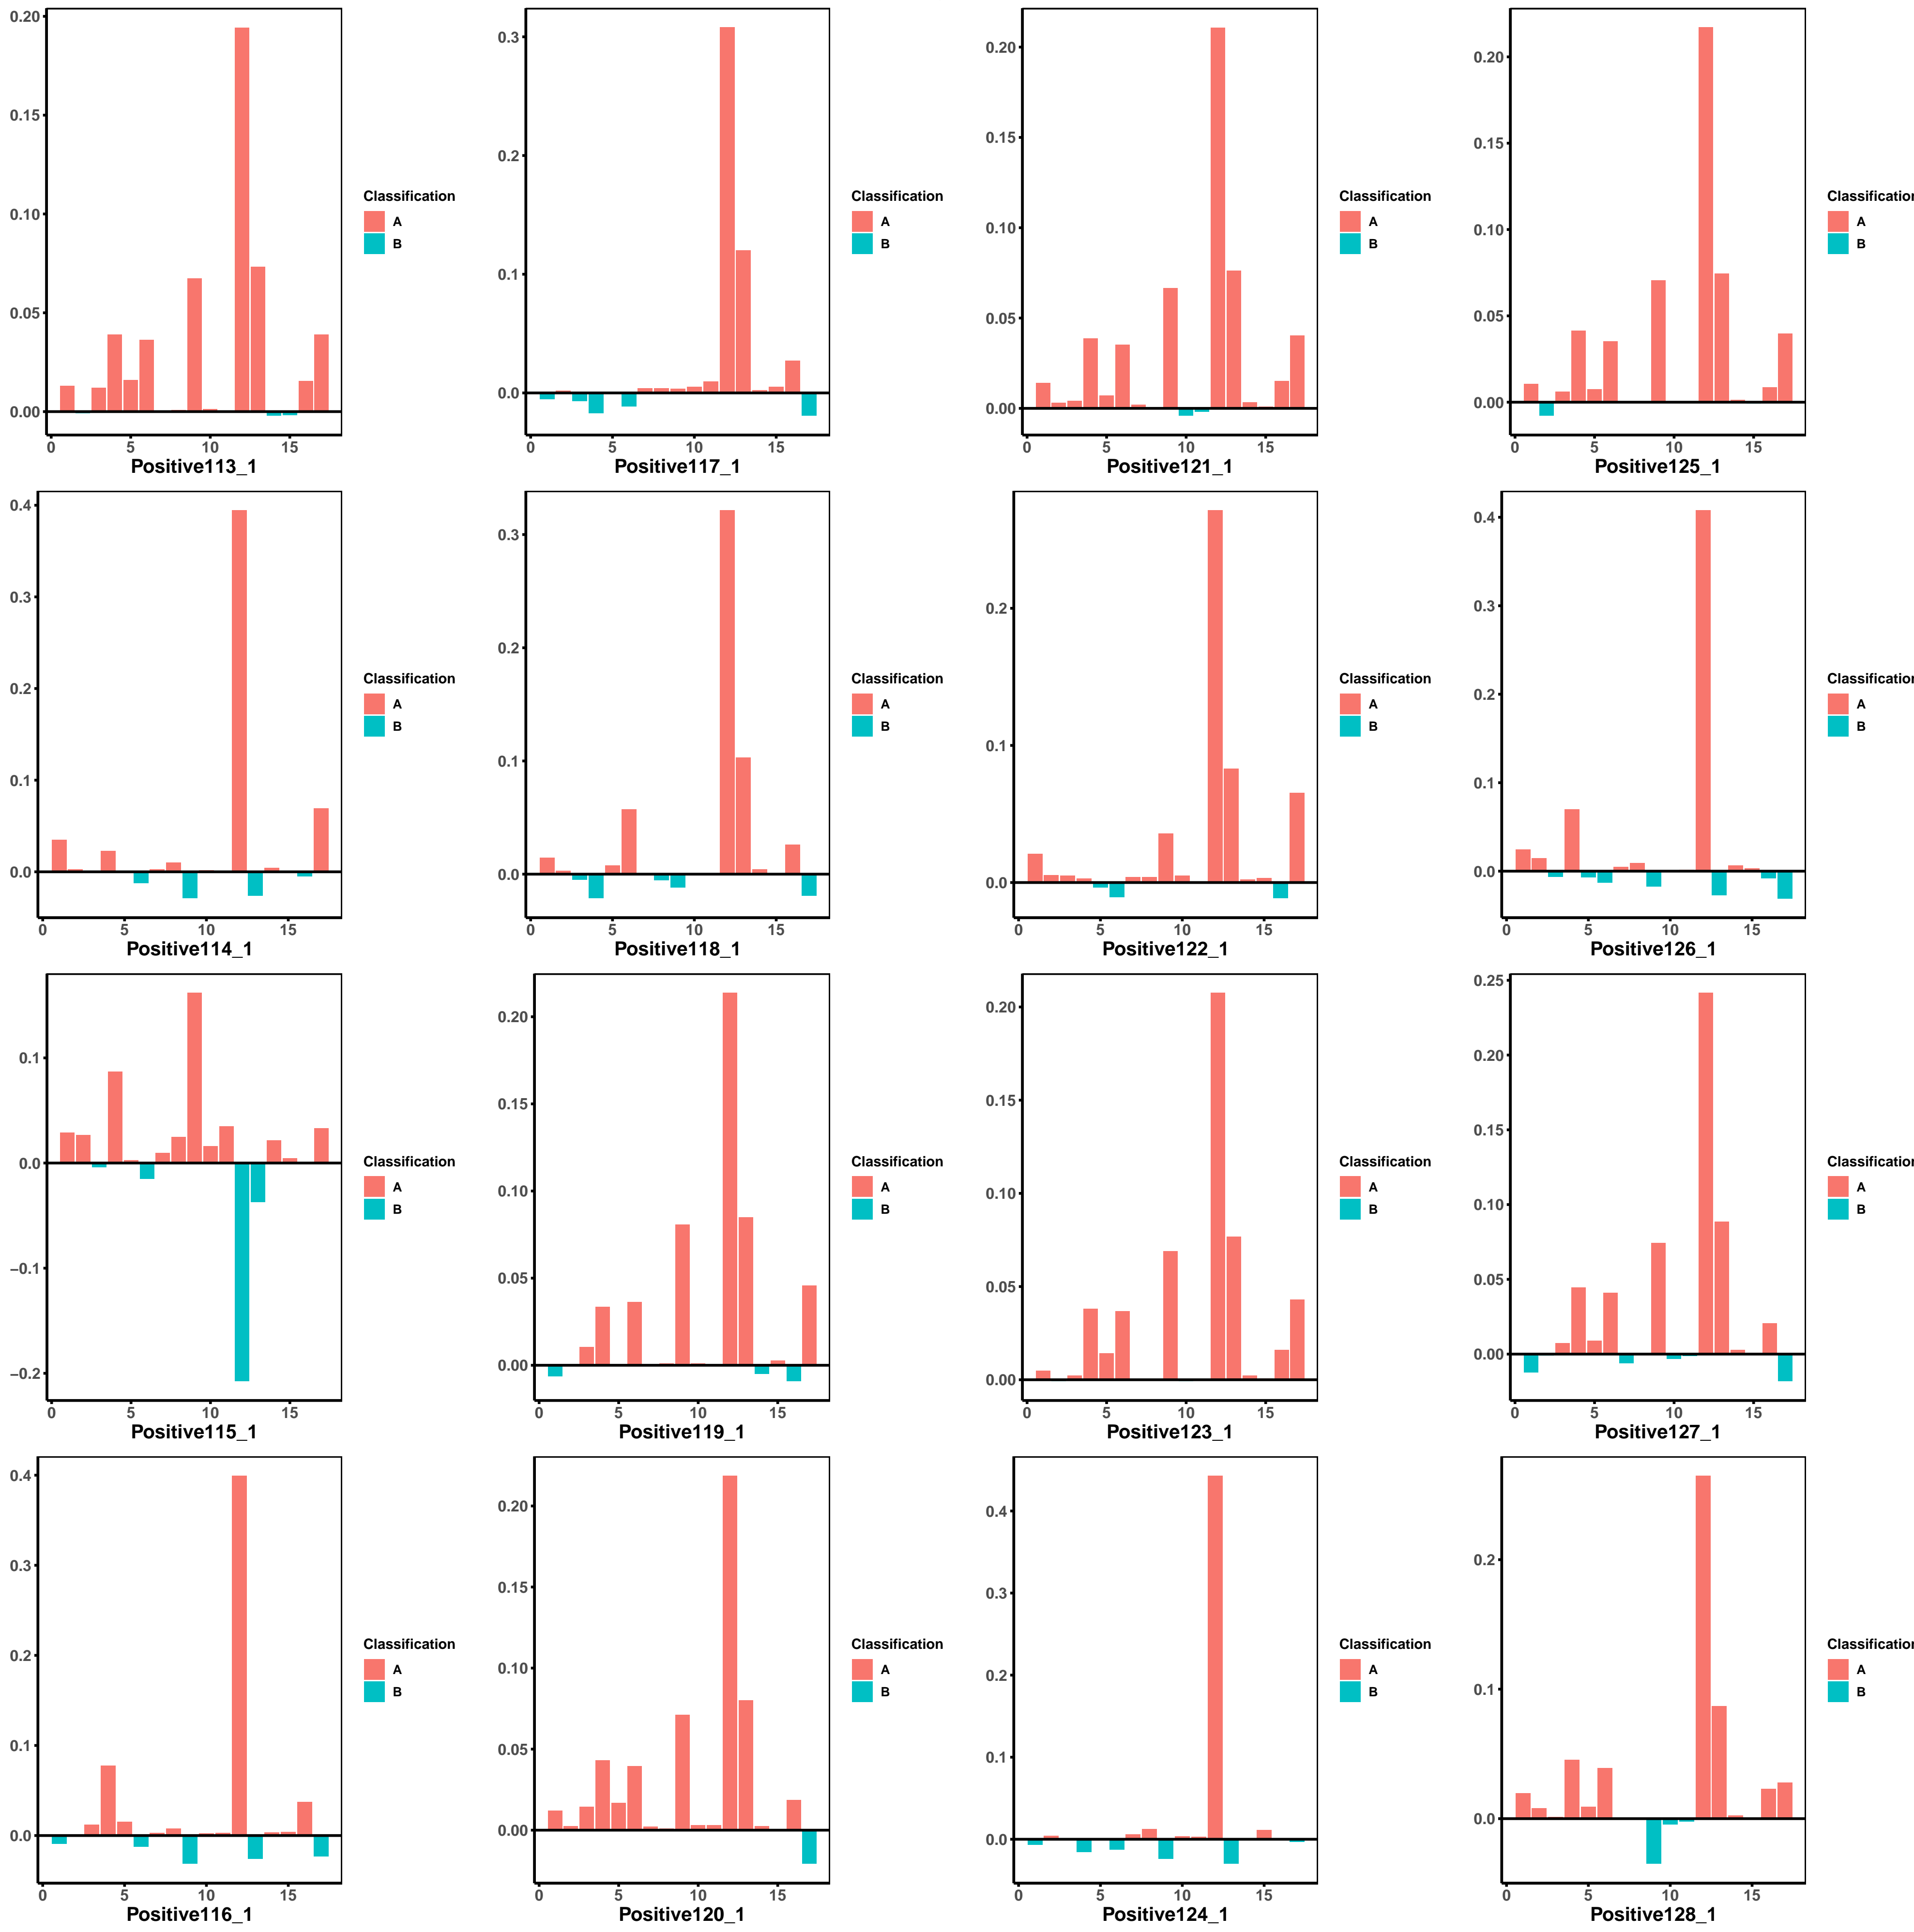 0.20
0.15
0.10
0.05
0.00
0 5 10 15
Positive113_1
Classification
A
B
0.3
0.2
0.1
0.0
0 5 10 15
Positive117_1
Classification
A
B
0.20
0.15
0.10
0.05
0.00
0 5 10 15
Positive121_1
Classification
A
B
0.20
0.15
0.10
0.05
0.00
0 5 10 15
Positive125_1
Classification
A
B
0.4
0.3
0.2
0.1
0.0
0 5 10 15
Positive114_1
Classification
A
B
0.3
0.2
0.1
0.0
0 5 10 15
Positive118_1
Classification
A
B
0.2
0.1
0.0
0 5 10 15
Positive122_1
Classification
A
B
0.4
0.3
0.2
0.1
0.0
0 5 10 15
Positive126_1
Classification
A
B
0.1
0.0
−0.1
−0.2
0 5 10 15
Positive115_1
Classification
A
B
0.20
0.15
0.10
0.05
0.00
0 5 10 15
Positive119_1
Classification
A
B
0.20
0.15
0.10
0.05
0.00
0 5 10 15
Positive123_1
Classification
A
B
0.25
0.20
0.15
0.10
0.05
0.00
0 5 10 15
Positive127_1
Classification
A
B
0.4
0.3
0.2
0.1
0.0
0 5 10 15
Positive116_1
Classification
A
B
0.20
0.15
0.10
0.05
0.00
0 5 10 15
Positive120_1
Classification
A
B
0.4
0.3
0.2
0.1
0.0
0 5 10 15
Positive124_1
Classification
A
B
0.2
0.1
0.0
0 5 10 15
Positive128_1
Classification
A
B